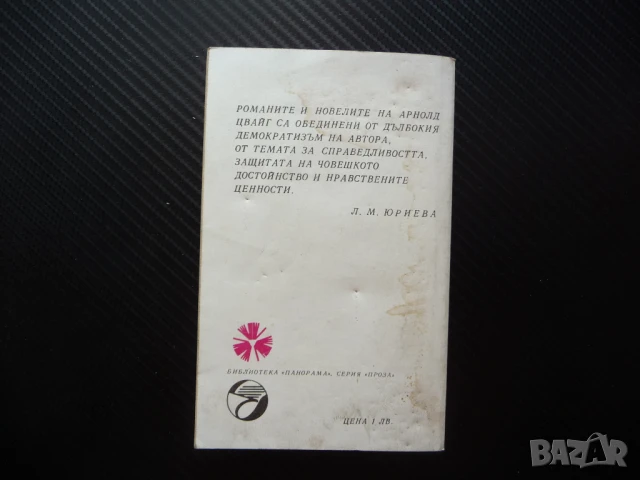 РОМАНИТЕ И НОВЕЛИТЕ НА АРНОЛД
ЦВАЙГ СА ОБЕДИНЕНИ ОТ ДЪЛБОКИЯ
ДЕМОКРАТИЗЪМ НА АВТОРА,
ОТ ТЕМАТА ЗА СПРАВЕДЛИВОСТТА,
ЗАЩИТАТА НА ЧОВЕШКОТО
ДОСТОЙНСТВО И НРАВСТВЕНИТЕ
ЦЕННОСТИ.
Л. М. ЮРИЕВА
БИБЛИОТЕКА «ПАНОРАМА», СЕРИЯ «ПРОЗА»
ЦЕНА 1 ЛВ.
BAZAR